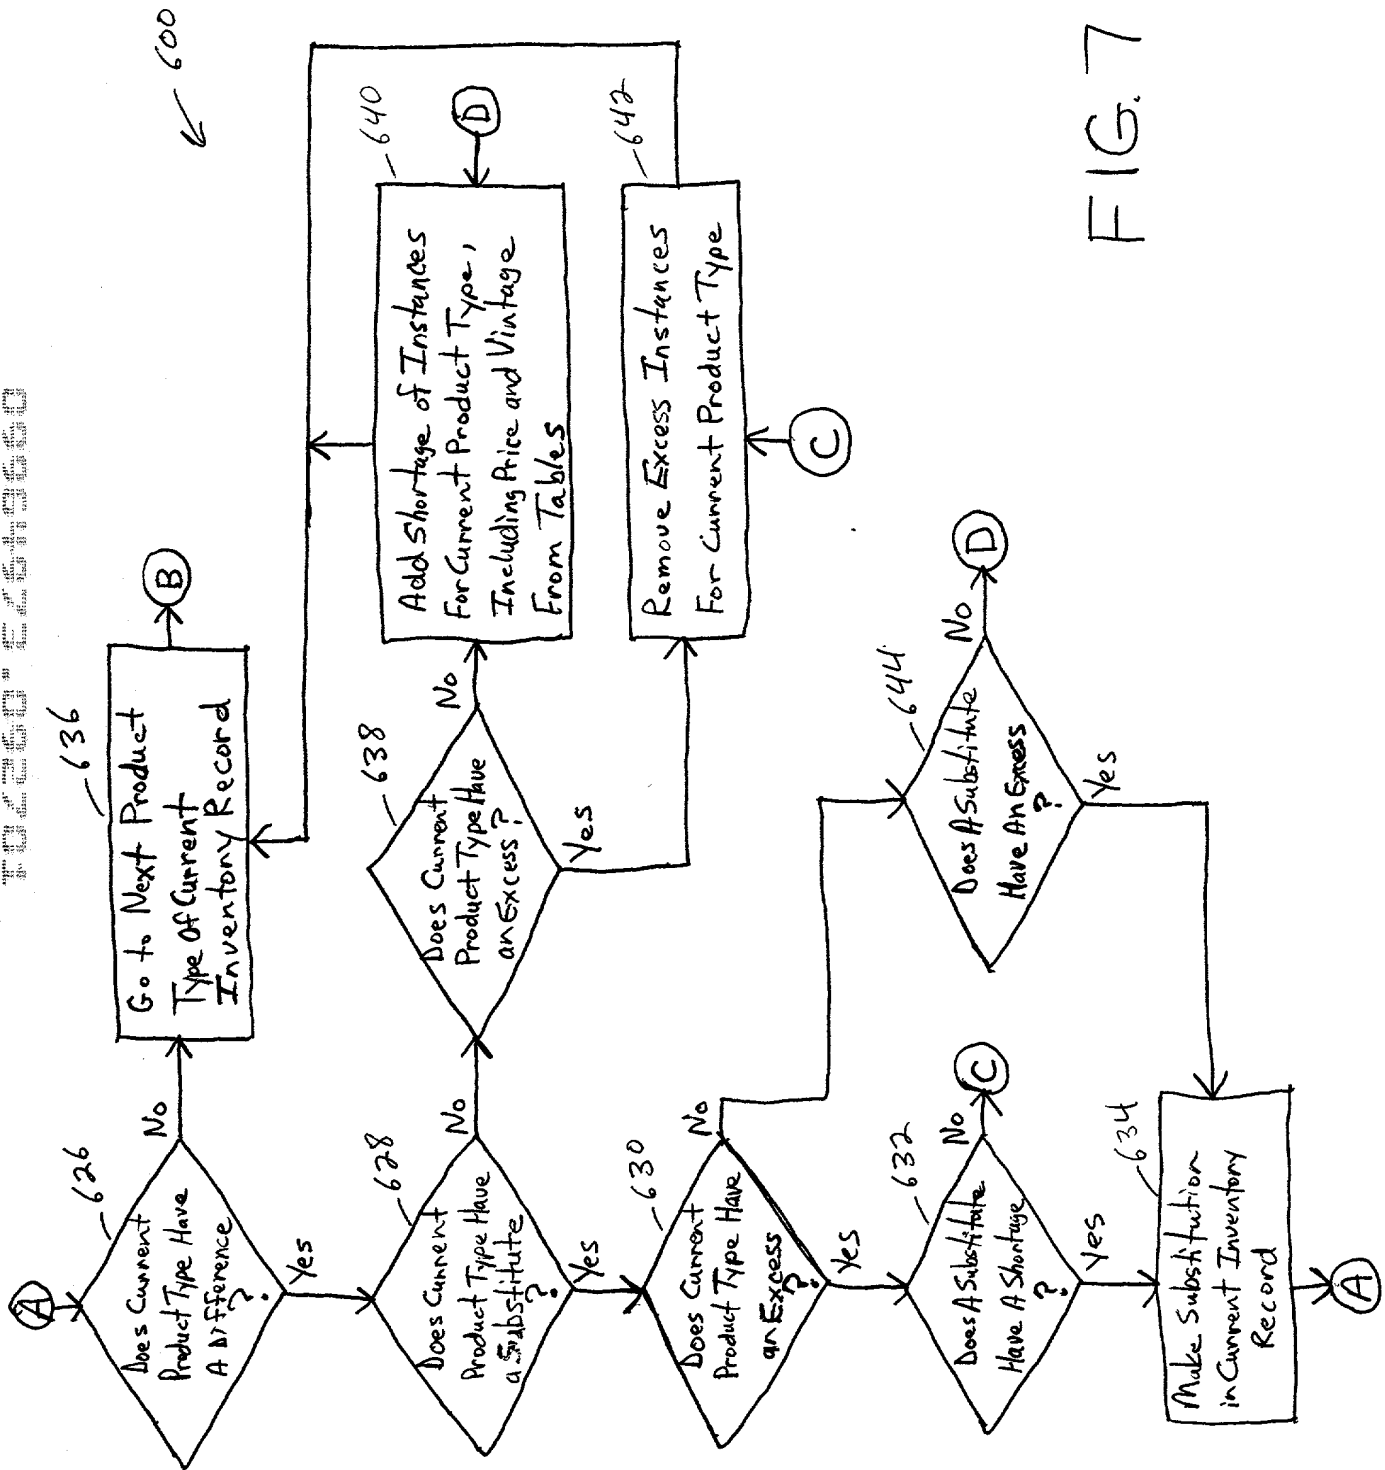 600
A
Does Current
Product Type Have
A Difference
?
626
No
Yes
Go to Next Product
Type Of Current
Inventory Record
636
B
Does Current
Product Type Have
a Substitute
?
628
No
Yes
Does Current
Product Type Have
an Excess?
638
No
Yes
Add Shortage of Instances
For Current Product Type,
Including Price and Vintage
From Tables
640
D
Remove Excess Instances
For Current Product Type
642
C
Does Current
Product Type Have
an Excess
?
630
No
Yes
Does A Substitute
Have A Shortage
?
632
No
C
Yes
Does A Substitute
Have An Excess
?
644
No
D
Yes
Make Substitution
in Current Inventory
Record
634
A
FIG. 7